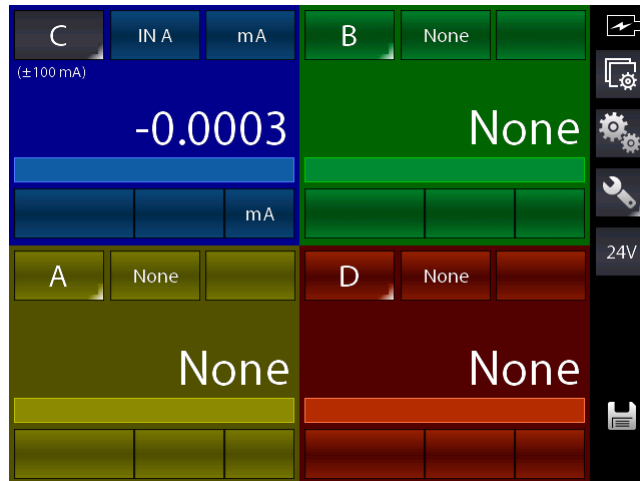 C IN A mA
(±100 mA)
-0.0003
mA
B None
None
A None
None
D None
None
24V